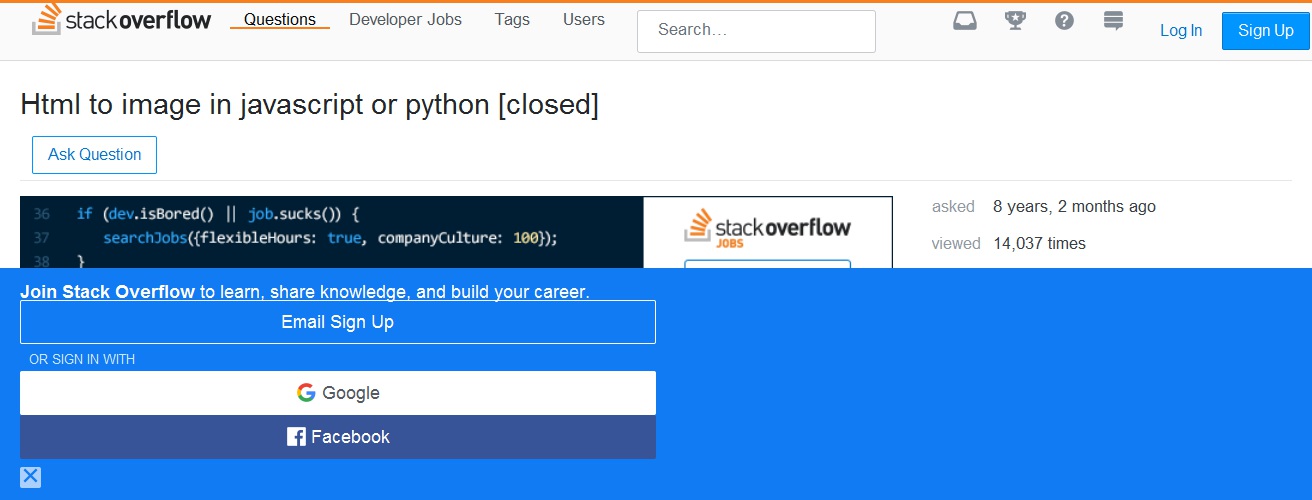 stack overflow
Questions
Developer Jobs
Tags
Users
Search...
?
Log In
Sign Up
Html to image in javascript or python [closed]
Ask Question
36 if (dev.isBored() || job.sucks()) {
37 searchJobs({flexibleHours: true, companyCulture: 100});
38 }
stackoverflow
JOBS
asked 8 years, 2 months ago
viewed 14,037 times
Join Stack Overflow to learn, share knowledge, and build your career.
Email Sign Up
OR SIGN IN WITH
G Google
f Facebook